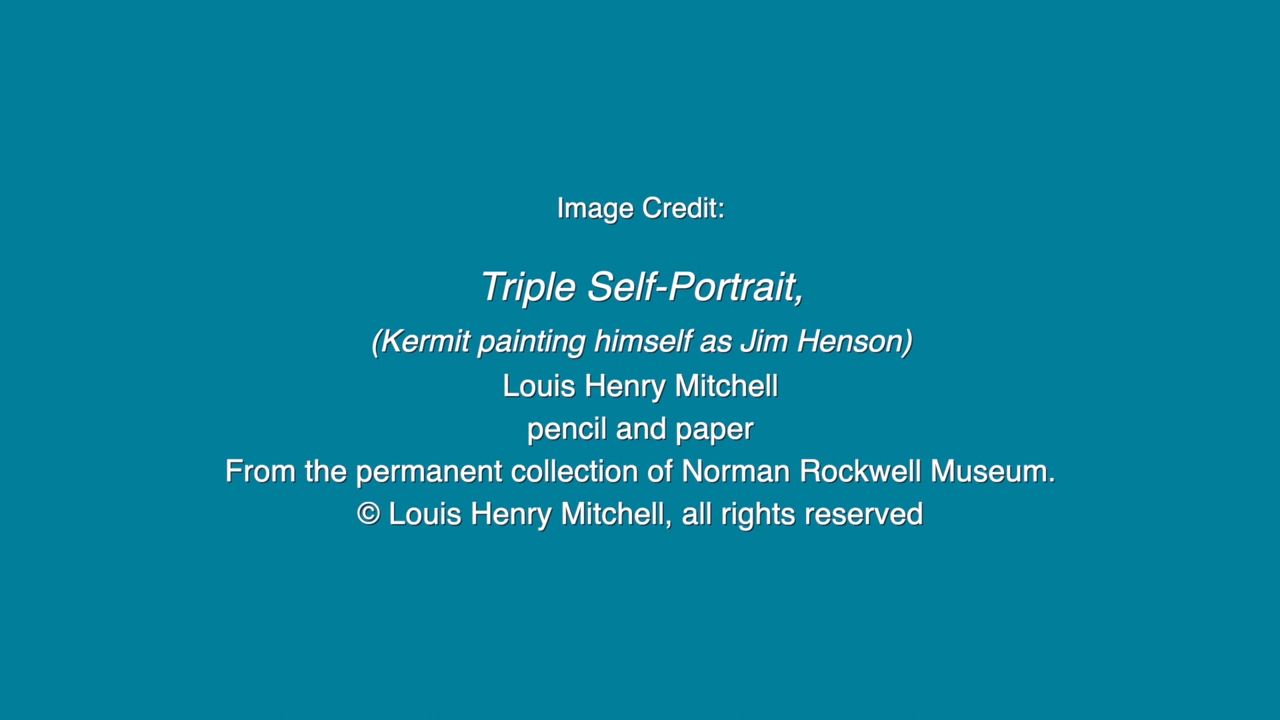 Image Credit:
Triple Self-Portrait,
(Kermit painting himself as Jim Henson)
Louis Henry Mitchell
pencil and paper
From the permanent collection of Norman Rockwell Museum.
© Louis Henry Mitchell, all rights reserved